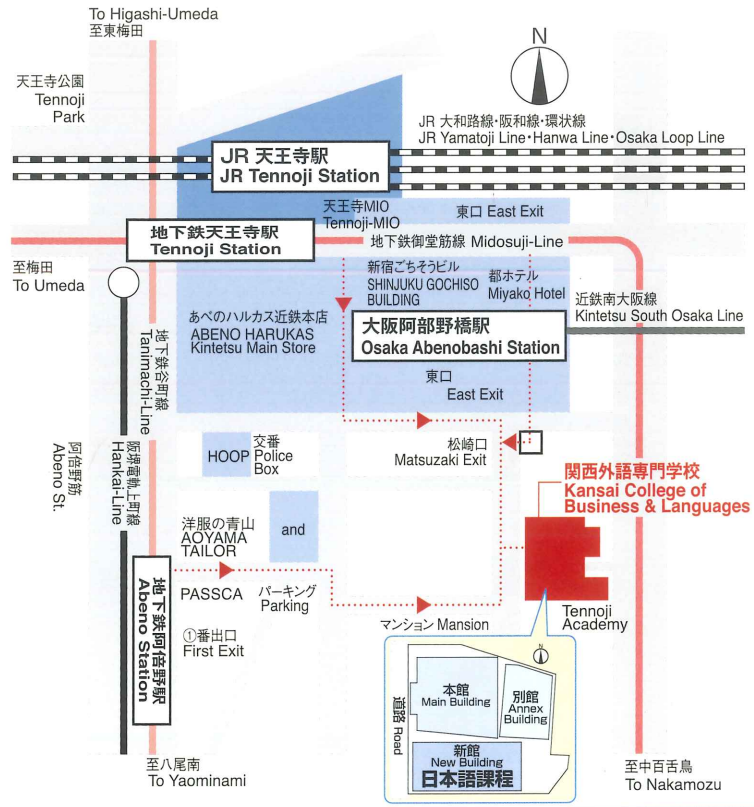 To Higashi-Umeda
至東梅田
天王寺公園
Tennoji
Park
N
JR 大和路線・阪和線・環状線
JR Yamatoji Line・Hanwa Line・Osaka Loop Line
JR 天王寺駅
JR Tennoji Station
天王寺MIO
Tennoji-MIO
東口 East Exit
地下鉄天王寺駅
Tennoji Station
地下鉄御堂筋線 Midosuji-Line
至梅田
To Umeda
新宿ごちそうビル
SHINJUKU GOCHISO
BUILDING
都ホテル
Miyako Hotel
近鉄南大阪線
Kintetsu South Osaka Line
あべのハルカス近鉄本店
ABENO HARUKAS
Kintetsu Main Store
大阪阿部野橋駅
Osaka Abenobashi Station
地下鉄谷町線
Tanimachi-Line
東口
East Exit
阿倍野筋
Abeno St.
阪堺電軌上町線
Hankai-Line
HOOP
交番
Police
Box
松崎口
Matsuzaki Exit
関西外語専門学校
Kansai College of
Business & Languages
洋服の青山
AOYAMA
TAILOR
and
PASSCA
パーキング
Parking
地下鉄阿倍野駅
Abeno Station
①番出口
First Exit
マンション Mansion
Tennoji
Academy
N
本館
Main Building
別館
Annex
Building
道路 Road
新館
New Building
日本語課程
至八尾南
To Yaominami
至中百舌鳥
To Nakamozu